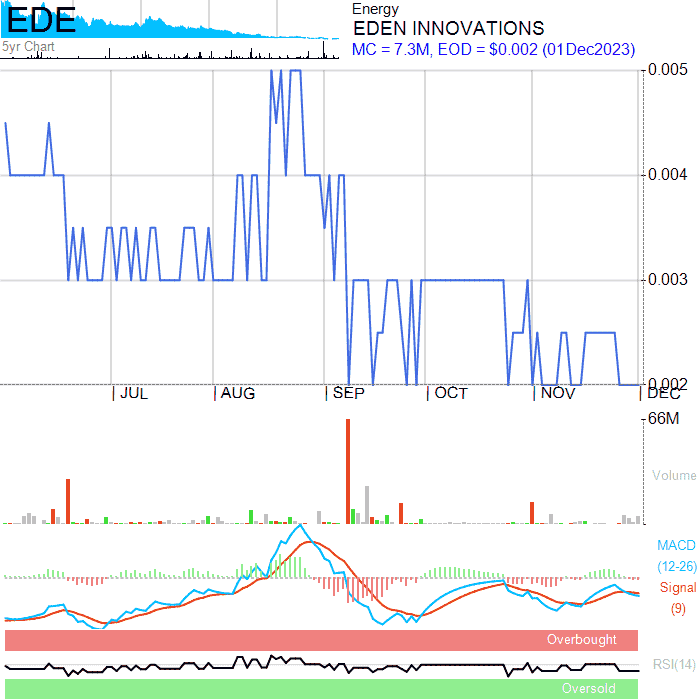 EDE
5yr Chart
Energy
EDEN INNOVATIONS
MC = 7.3M, EOD = $0.002 (01Dec2023)
0.005
0.004
0.003
0.002
JUL
AUG
SEP
OCT
NOV
DEC
66M
Volume
MACD
(12-26)
Signal
(9)
Overbought
RSI(14)
Oversold